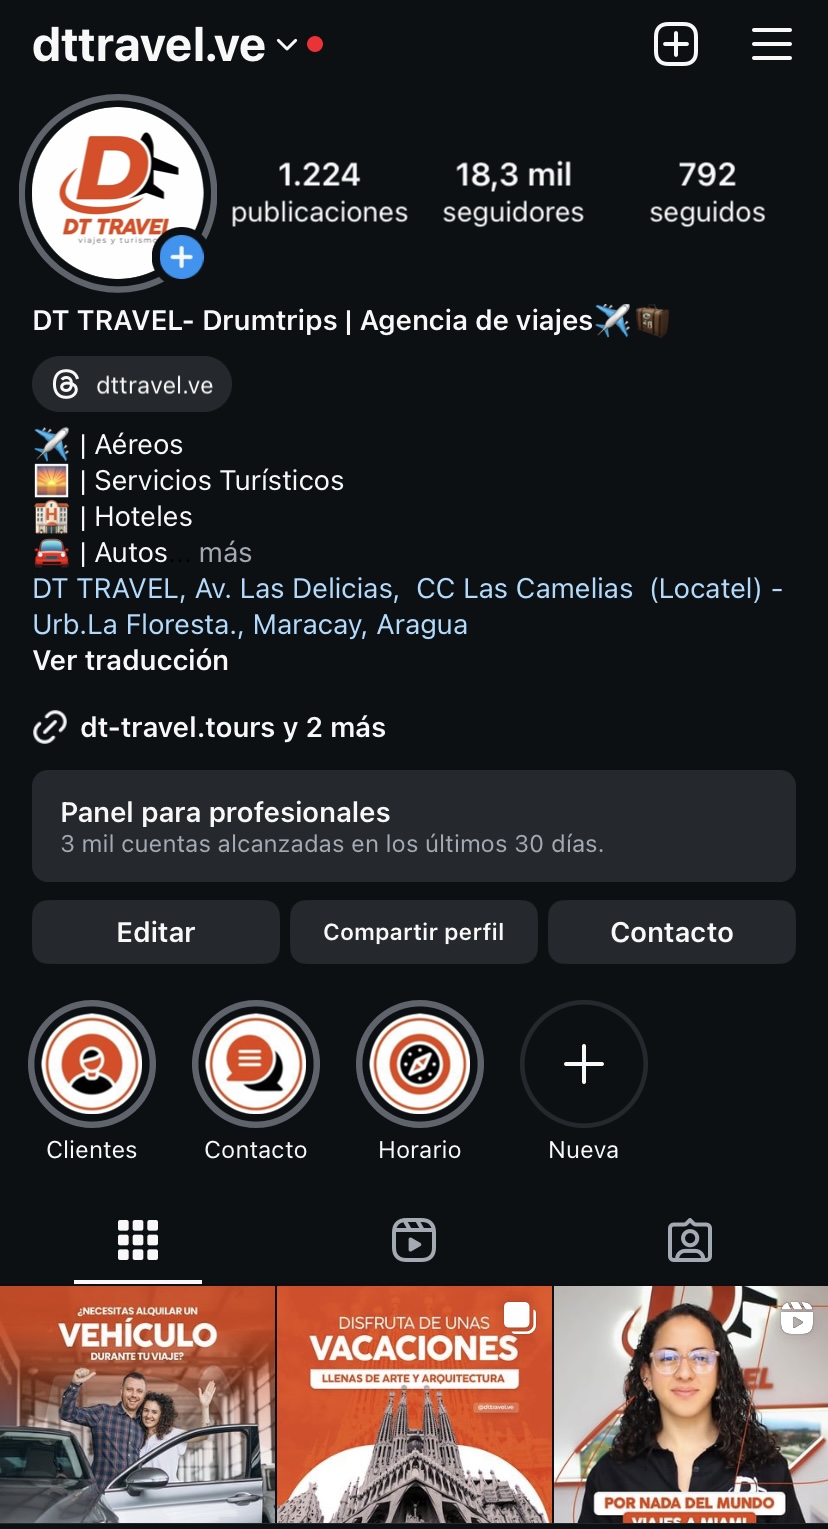 dttravel.ve
D
DT TRAVEL
viajes y turismo
1.224
publicaciones
18,3 mil
seguidores
792
seguidos
DT TRAVEL- Drumtrips | Agencia de viajes✈️🧳
dttravel.ve
✈️ | Aéreos
🌅 | Servicios Turísticos
🏨 | Hoteles
🚘 | Autos... más
DT TRAVEL, Av. Las Delicias,  CC Las Camelias  (Locatel) -
Urb.La Floresta., Maracay, Aragua
Ver traducción
dt-travel.tours y 2 más
Panel para profesionales
3 mil cuentas alcanzadas en los últimos 30 días.
Editar
Compartir perfil
Contacto
Clientes
Contacto
Horario
Nueva
¿NECESITAS ALQUILAR UN
VEHÍCULO
DURANTE TU VIAJE?
DISFRUTA DE UNAS
VACACIONES
LLENAS DE ARTE Y ARQUITECTURA
@dttravel.ve
POR NADA DEL MUNDO
VIAJES A MIAMI